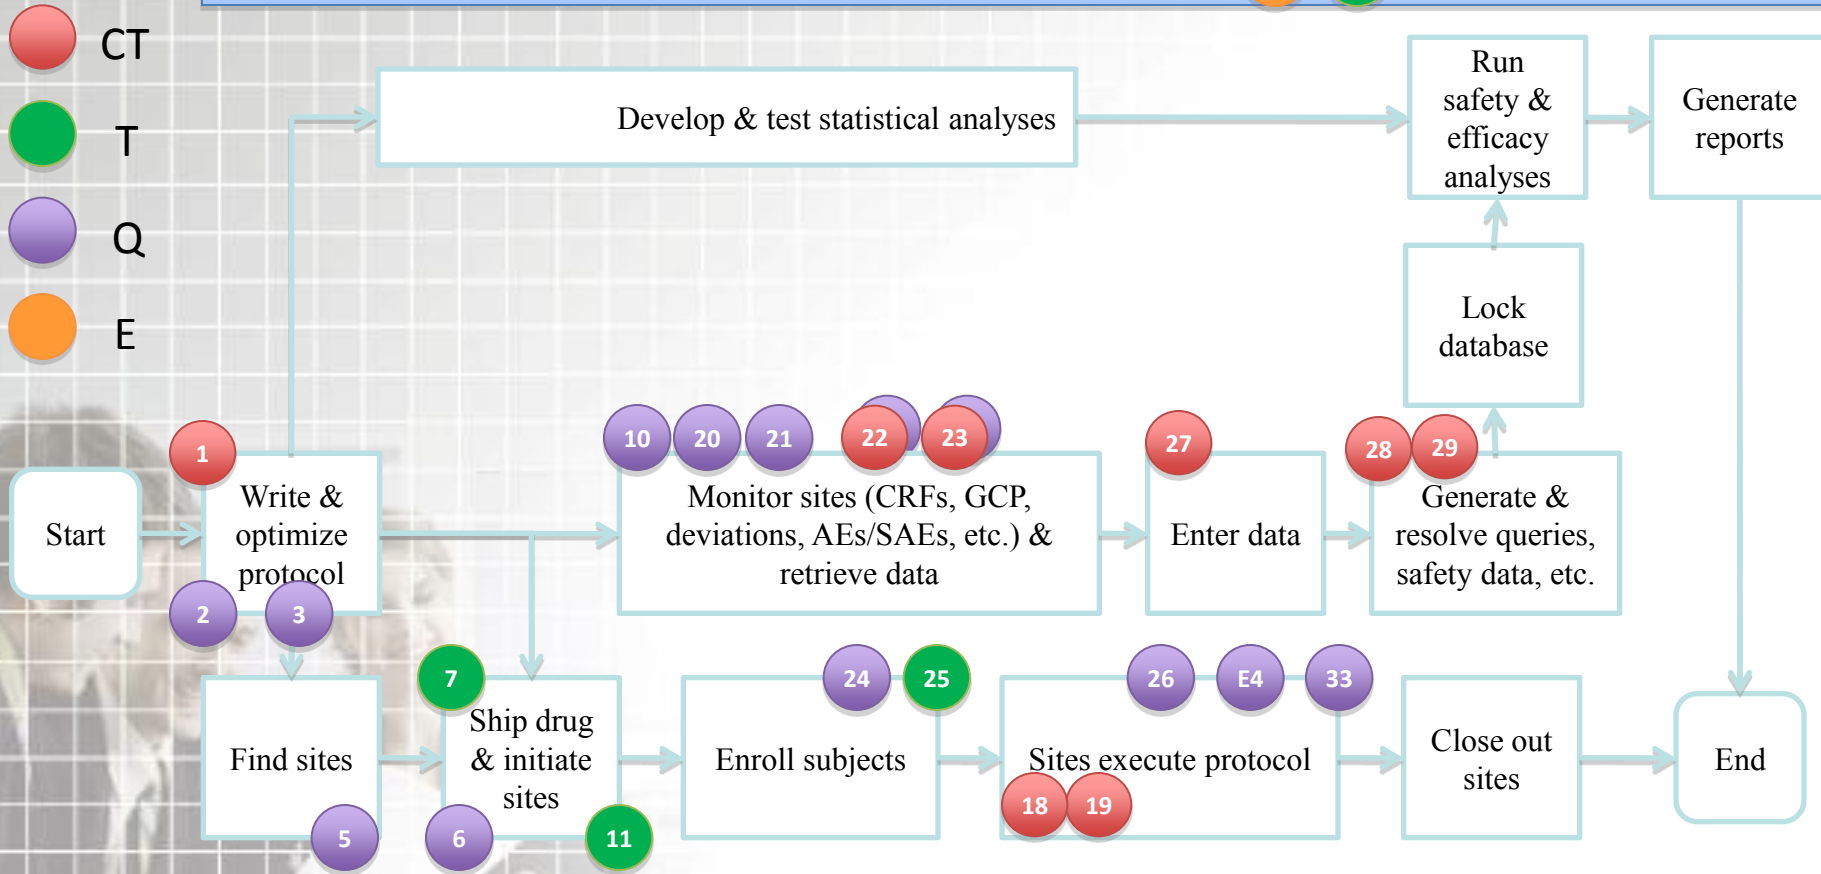 CT
T
Q
E
Develop & test statistical analyses
Run
safety &
efficacy
analyses
Generate
reports
Lock
database
Start
1
Write &
optimize
protocol
2
3
10
20
21
22
23
Monitor sites (CRFs, GCP,
deviations, AEs/SAEs, etc.) &
retrieve data
27
Enter data
28
29
Generate &
resolve queries,
safety data, etc.
Find sites
5
7
Ship drug
& initiate
sites
6
11
24
25
Enroll subjects
26
E4
33
Sites execute protocol
18
19
Close out
sites
End